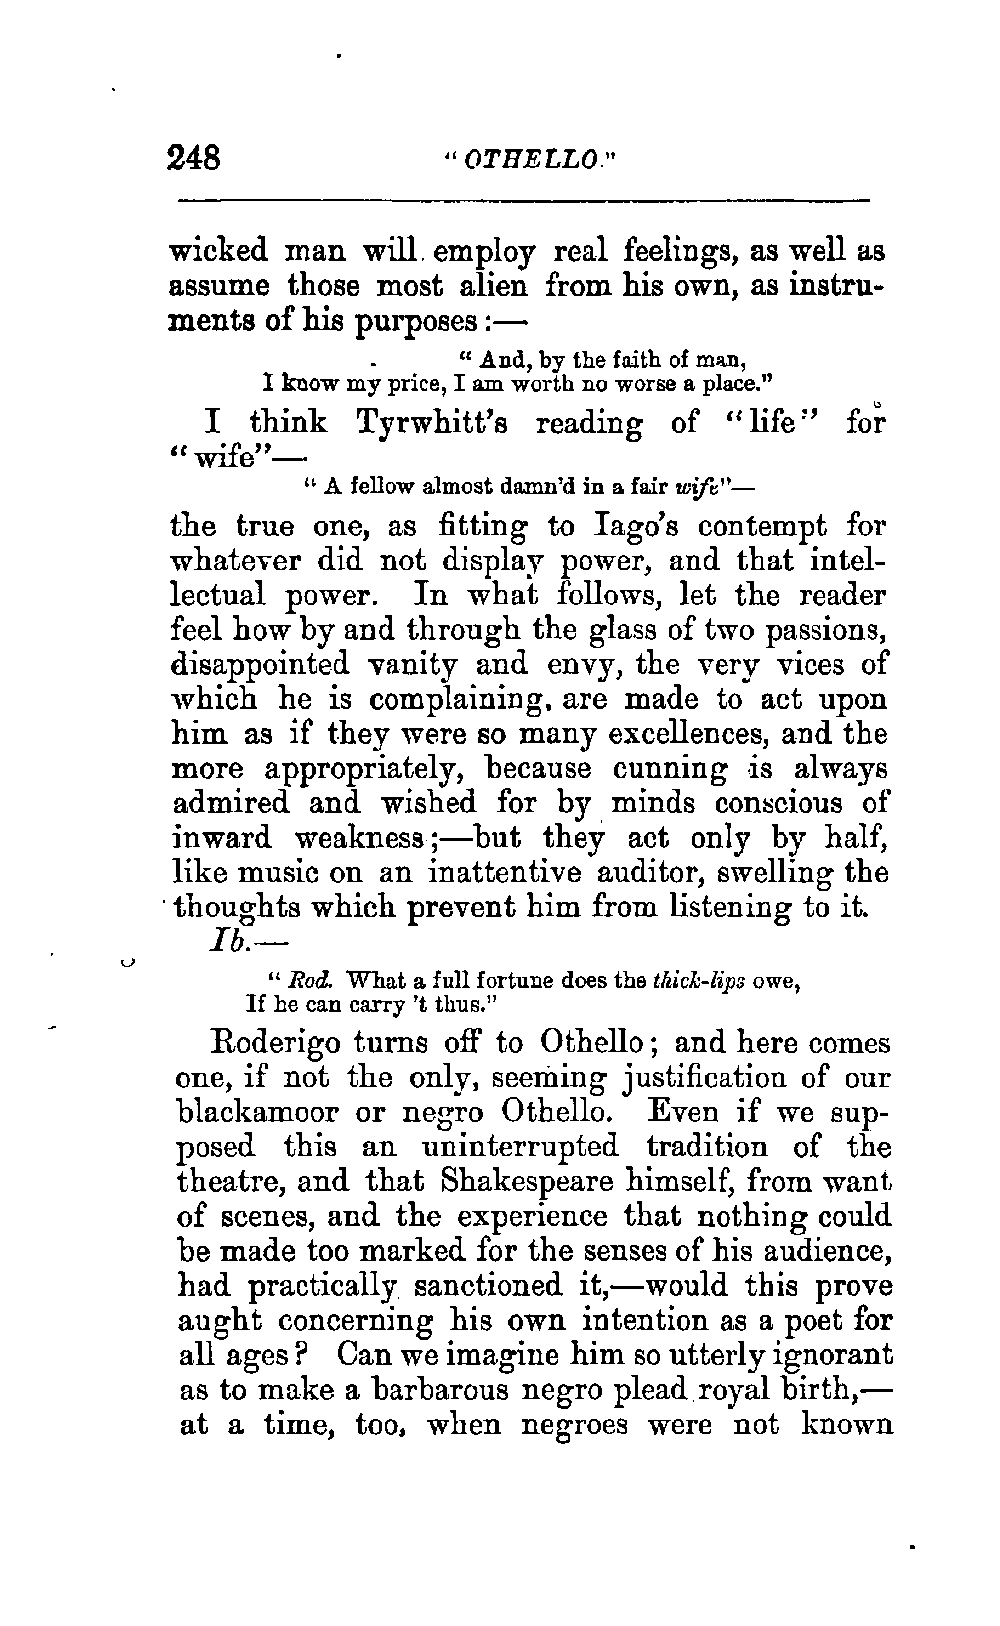 248 "OTHELLO."
wicked man will employ real feelings, as well as
assume those most alien from his own, as instru-
ments of his purposes:—
"And, by the faith of man,
I know my price, I am worth no worse a place."
I think Tyrwhitt's reading of "life" for
"wife"—
"A fellow almost damn'd in a fair wife"—
the true one, as fitting to Iago's contempt for
whatever did not display power, and that intel-
lectual power. In what follows, let the reader
feel how by and through the glass of two passions,
disappointed vanity and envy, the very vices of
which he is complaining, are made to act upon
him as if they were so many excellences, and the
more appropriately, because cunning is always
admired and wished for by minds conscious of
inward weakness;—but they act only by half,
like music on an inattentive auditor, swelling the
thoughts which prevent him from listening to it.
Ib.—
"Rod. What a full fortune does the thick-lips owe,
If he can carry 't thus."
Roderigo turns off to Othello; and here comes
one, if not the only, seeming justification of our
blackamoor or negro Othello. Even if we sup-
posed this an uninterrupted tradition of the
theatre, and that Shakespeare himself, from want
of scenes, and the experience that nothing could
be made too marked for the senses of his audience,
had practically sanctioned it,—would this prove
aught concerning his own intention as a poet for
all ages? Can we imagine him so utterly ignorant
as to make a barbarous negro plead royal birth,—
at a time, too, when negroes were not known